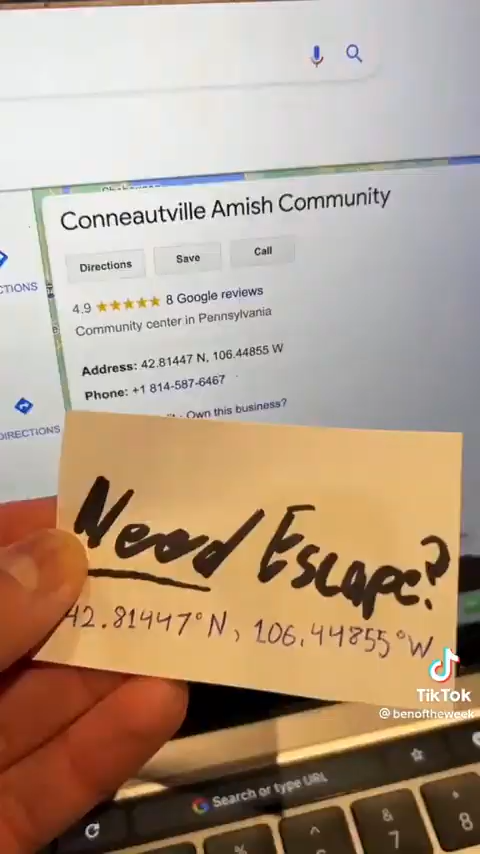 Conneautville Amish Community
Directions Save Call
4.9 ★★★★★ 8 Google reviews
Community center in Pennsylvania
CTIONS
Address: 42.81447 N, 106.44855 W
Phone: +1 814-587-6467
Own this business?
DIRECTIONS
Need Escape?
42.81447°N, 106.44855°W
TikTok
@benoftheweek
Search or type URL
^
&
7
*
8
%